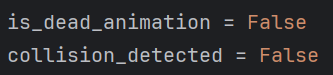 is_dead_animation = False
collision_detected = False